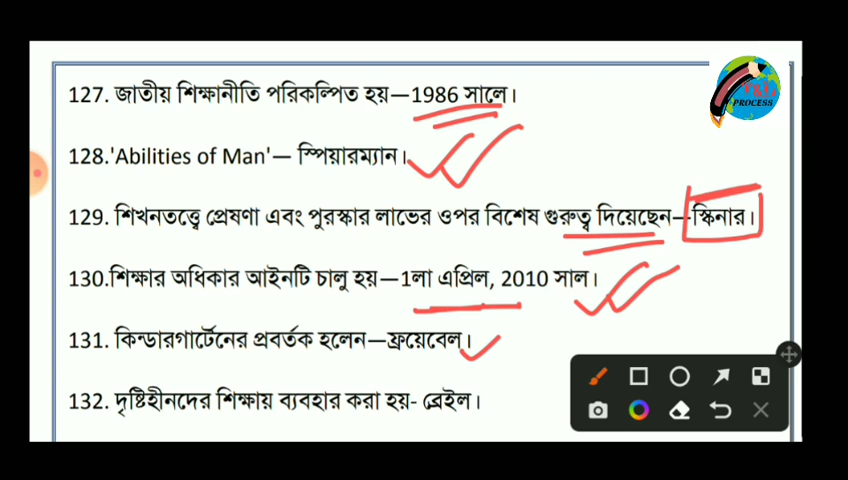 127. জাতীয় শিক্ষানীতি পরিকল্পিত হয়—1986 সালে।
128.'Abilities of Man'— স্পিয়ারম্যান।
129. শিখনতত্ত্বে প্রেষণা এবং পুরস্কার লাভের ওপর বিশেষ গুরুত্ব দিয়েছেন—স্কিনার।
130.শিক্ষার অধিকার আইনটি চালু হয়—1লা এপ্রিল, 2010 সাল।
131. কিন্ডারগার্টেনের প্রবর্তক হলেন—ফ্রয়েবেল।
132. দৃষ্টিহীনদের শিক্ষায় ব্যবহার করা হয়- ব্রেইল।
PROCESS